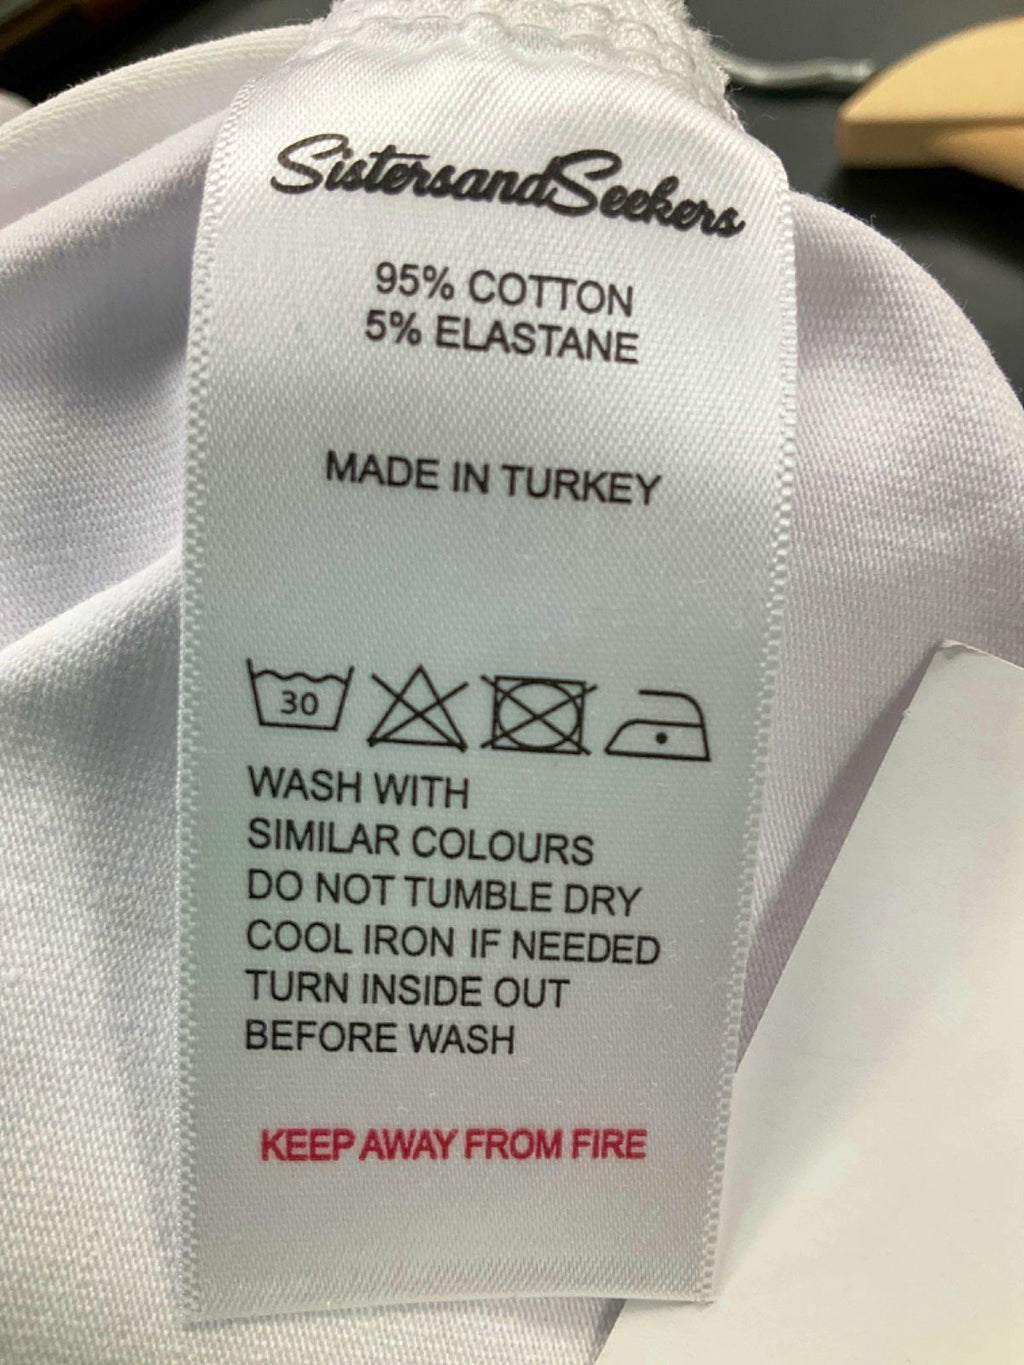 SistersandSeekers
95% COTTON
5% ELASTANE
MADE IN TURKEY
30
WASH WITH
SIMILAR COLOURS
DO NOT TUMBLE DRY
COOL IRON IF NEEDED
TURN INSIDE OUT
BEFORE WASH
KEEP AWAY FROM FIRE